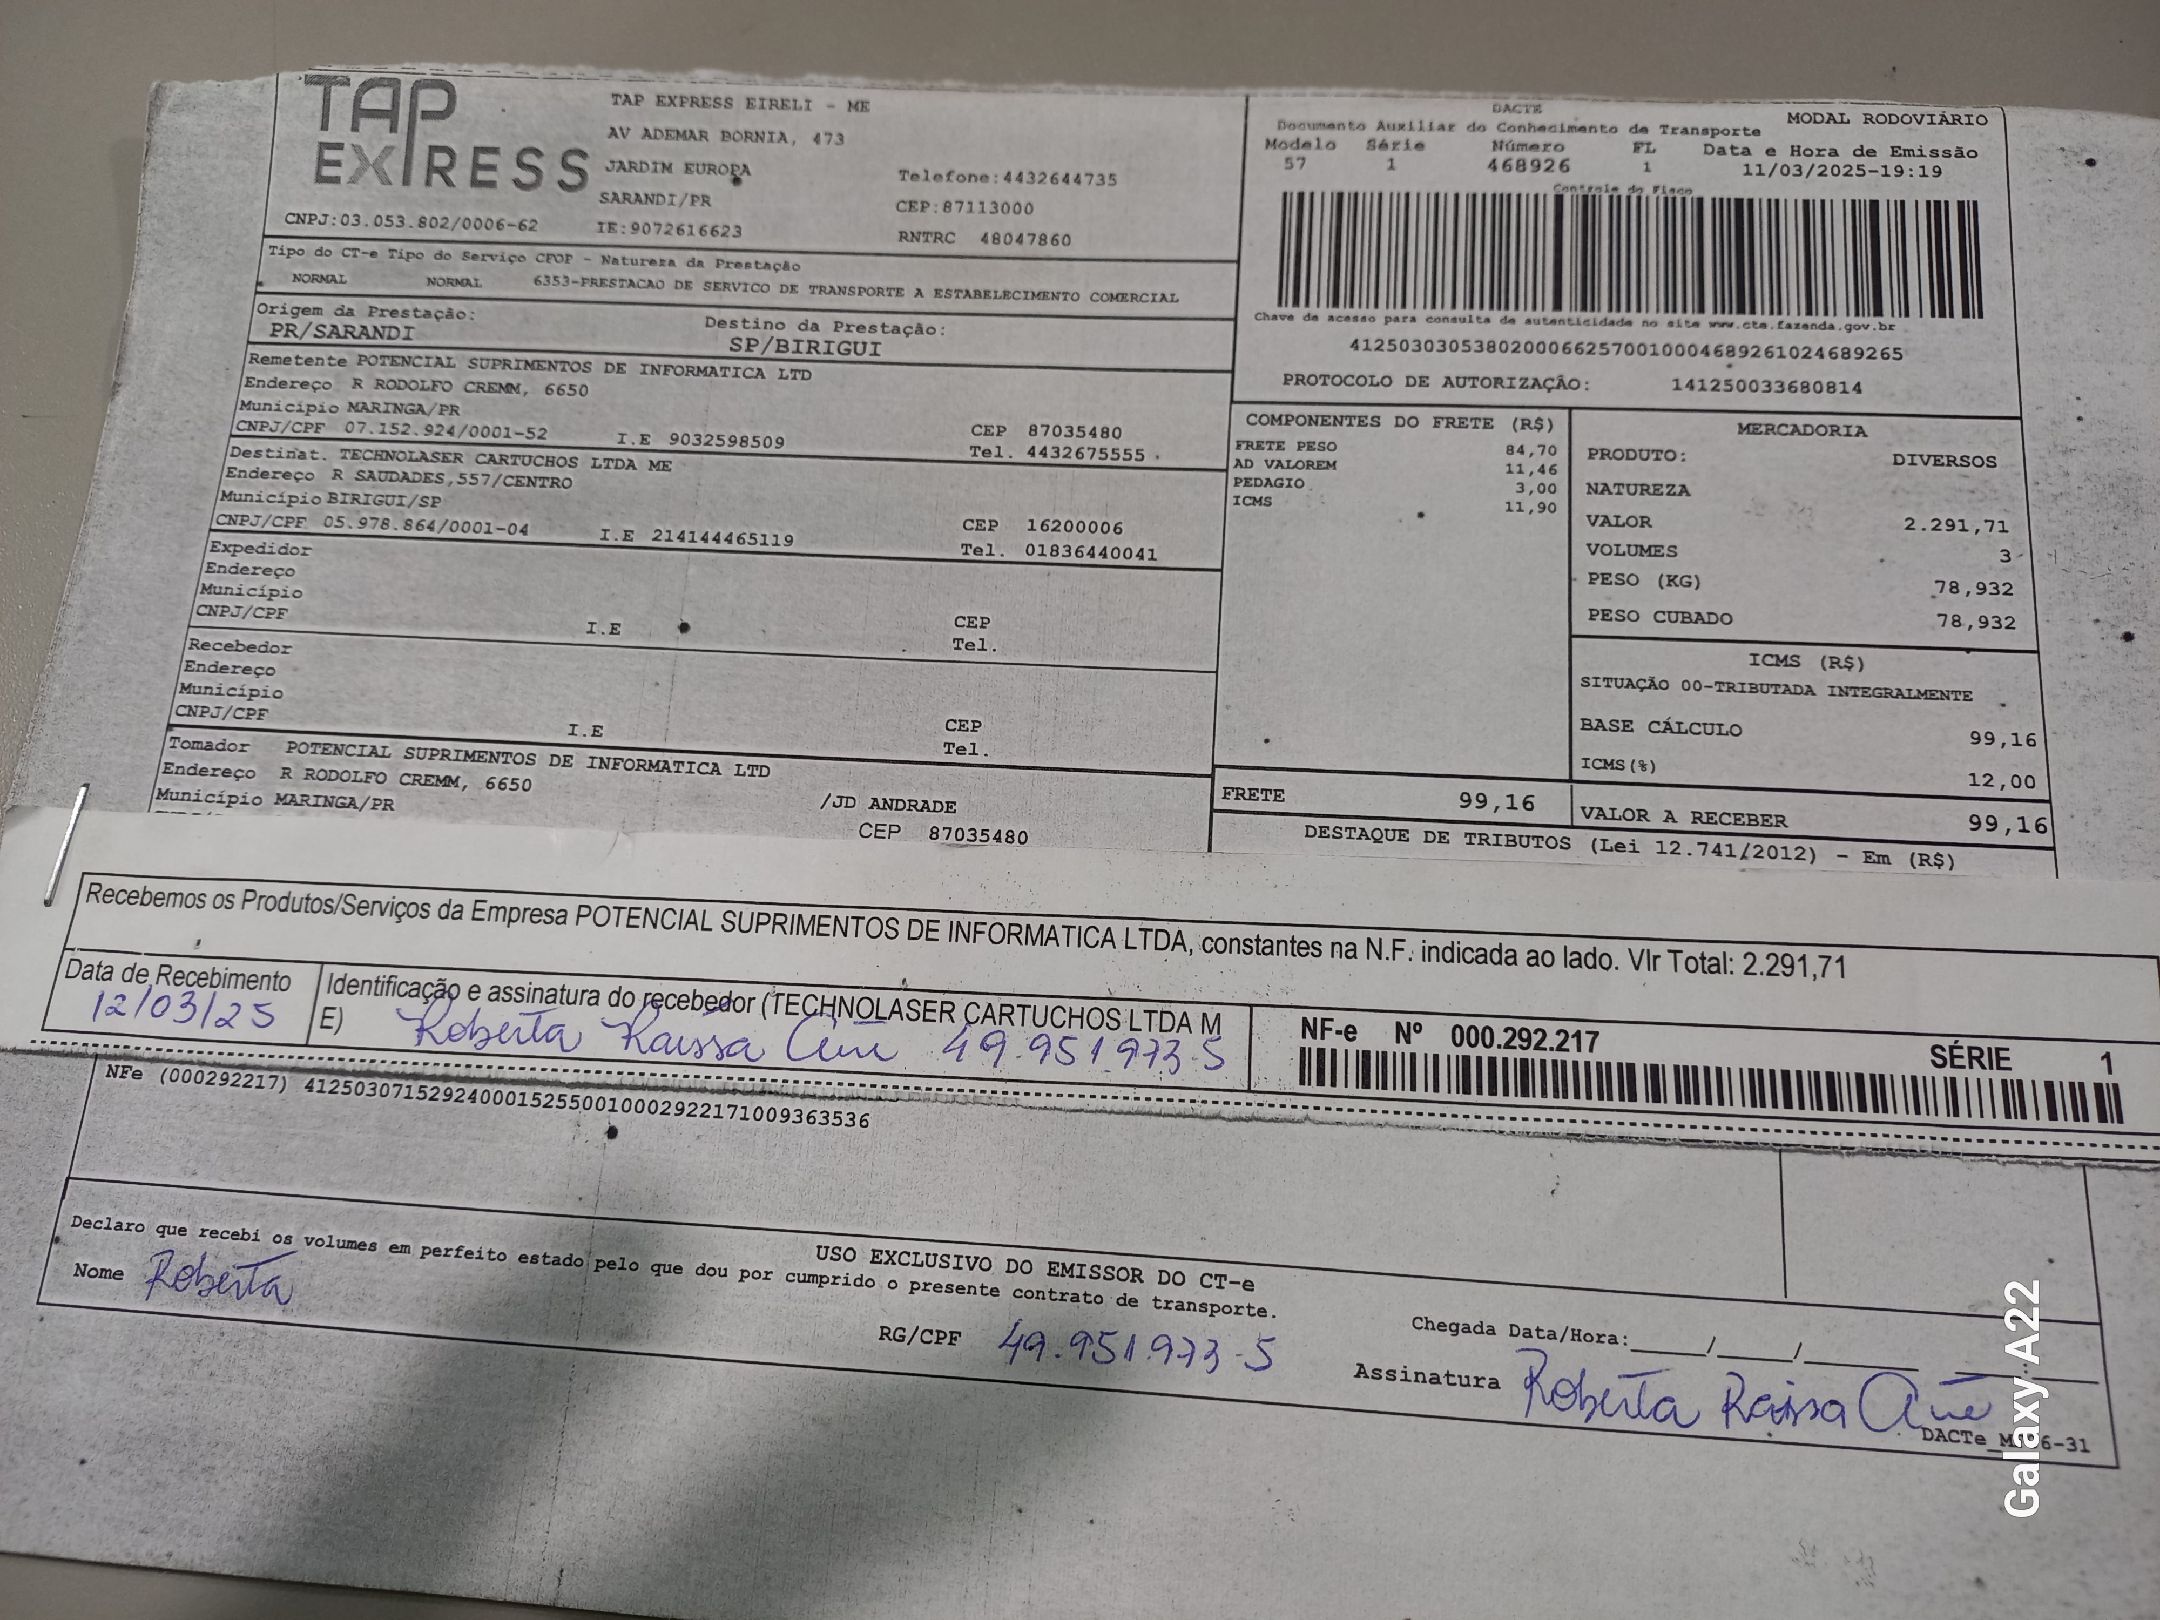 TAP
EXPRESS
TAP EXPRESS EIRELI - ME
AV ADEMAR BORNIA, 473
JARDIM EUROPA
SARANDI/PR
Telefone:4432644735
CEP:87113000
CNPJ:03.053.802/0006-62 IE:9072616623 RNTRC 48047860
DACTE MODAL RODOVIÁRIO
Documento Auxiliar do Conhecimento de Transporte
Modelo Série Número FL Data e Hora de Emissão
57 1 468926 1 11/03/2025-19:19
Controle do Fisco
Chave de acesso para consulta de autenticidade no site www.cte.fazenda.gov.br
41250303053802000662570010004689261024689265
PROTOCOLO DE AUTORIZAÇÃO: 141250033680814
Tipo do CT-e Tipo do Serviço CFOP - Natureza da Prestação
NORMAL NORMAL 6353-PRESTACAO DE SERVICO DE TRANSPORTE A ESTABELECIMENTO COMERCIAL
Origem da Prestação: Destino da Prestação:
PR/SARANDI SP/BIRIGUI
Remetente POTENCIAL SUPRIMENTOS DE INFORMATICA LTD
Endereço R RODOLFO CREMM, 6650
Município MARINGA/PR CEP 87035480
CNPJ/CPF 07.152.924/0001-52 I.E 9032598509 Tel. 4432675555
Destinat. TECHNOLASER CARTUCHOS LTDA ME
Endereço R SAUDADES,557/CENTRO
Município BIRIGUI/SP CEP 16200006
CNPJ/CPF 05.978.864/0001-04 I.E 214144465119 Tel. 01836440041
Expedidor
Endereço
Município CEP
CNPJ/CPF I.E Tel.
Recebedor
Endereço
Município CEP
CNPJ/CPF I.E Tel.
Tomador POTENCIAL SUPRIMENTOS DE INFORMATICA LTD
Endereço R RODOLFO CREMM, 6650 /JD ANDRADE
Município MARINGA/PR CEP 87035480
COMPONENTES DO FRETE (R$)
FRETE PESO 84,70
AD VALOREM 11,46
PEDAGIO 3,00
ICMS 11,90
MERCADORIA
PRODUTO: DIVERSOS
NATUREZA
VALOR 2.291,71
VOLUMES 3
PESO (KG) 78,932
PESO CUBADO 78,932
ICMS (R$)
SITUAÇÃO 00-TRIBUTADA INTEGRALMENTE
BASE CÁLCULO 99,16
ICMS(%) 12,00
FRETE 99,16 VALOR A RECEBER 99,16
DESTAQUE DE TRIBUTOS (Lei 12.741/2012) - Em (R$)
Recebemos os Produtos/Serviços da Empresa POTENCIAL SUPRIMENTOS DE INFORMATICA LTDA, constantes na N.F. indicada ao lado. Vlr Total: 2.291,71
Data de Recebimento Identificação e assinatura do recebedor (TECHNOLASER CARTUCHOS LTDA M
12/03/25 E) Roberta Raissa 49.951.973-5
NF-e Nº 000.292.217 SÉRIE 1
NFe (000292217) 41250307152924000152550010002922171009363536
USO EXCLUSIVO DO EMISSOR DO CT-e
Declaro que recebi os volumes em perfeito estado pelo que dou por cumprido o presente contrato de transporte.
Nome Roberta RG/CPF 49.951.973-5
Chegada Data/Hora:____/____/____
Assinatura Roberta Raissa
Galaxy A22